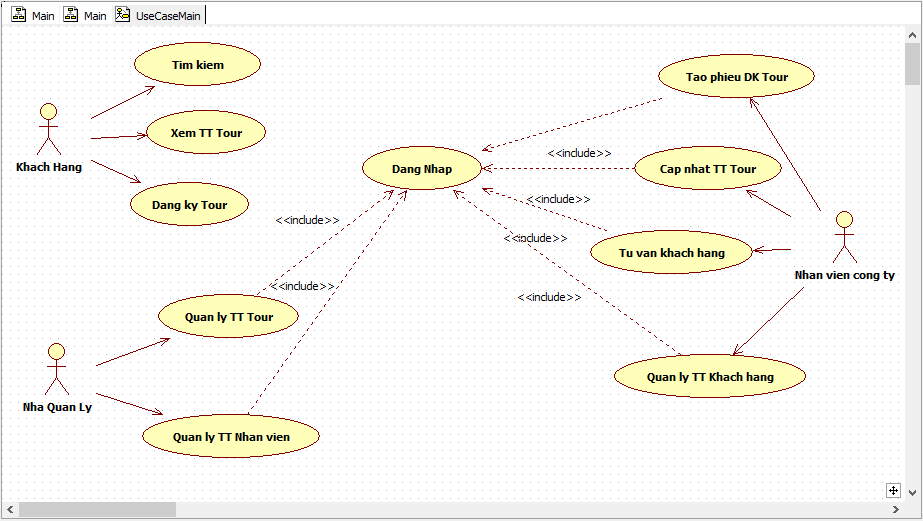 Main
Main
UseCaseMain
Tim kiem
Xem TT Tour
Khach Hang
Dang ky Tour
Dang Nhap
Tao phieu DK Tour
<<include>>
Cap nhat TT Tour
<<include>>
<<include>>
Tu van khach hang
<<include>>
Nhan vien cong ty
<<include>>
<<include>>
<<include>>
Quan ly TT Tour
Quan ly TT Khach hang
Nha Quan Ly
Quan ly TT Nhan vien